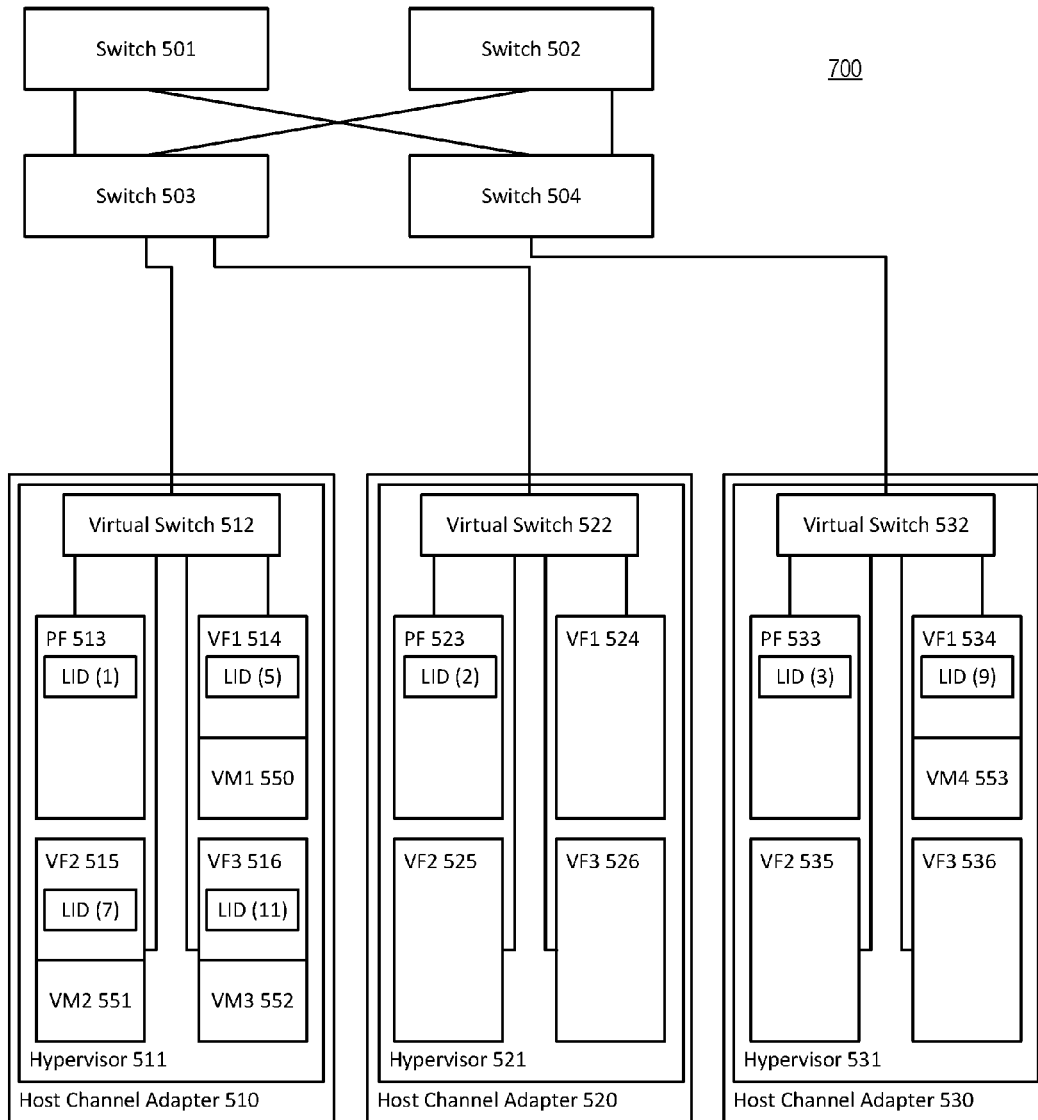 Switch 501
Switch 502
700
Switch 503
Switch 504
Virtual Switch 512
PF 513
LID (1)
VF1 514
LID (5)
VM1 550
VF2 515
LID (7)
VM2 551
VF3 516
LID (11)
VM3 552
Hypervisor 511
Host Channel Adapter 510
Virtual Switch 522
PF 523
LID (2)
VF1 524
VF2 525
VF3 526
Hypervisor 521
Host Channel Adapter 520
Virtual Switch 532
PF 533
LID (3)
VF1 534
LID (9)
VM4 553
VF2 535
VF3 536
Hypervisor 531
Host Channel Adapter 530